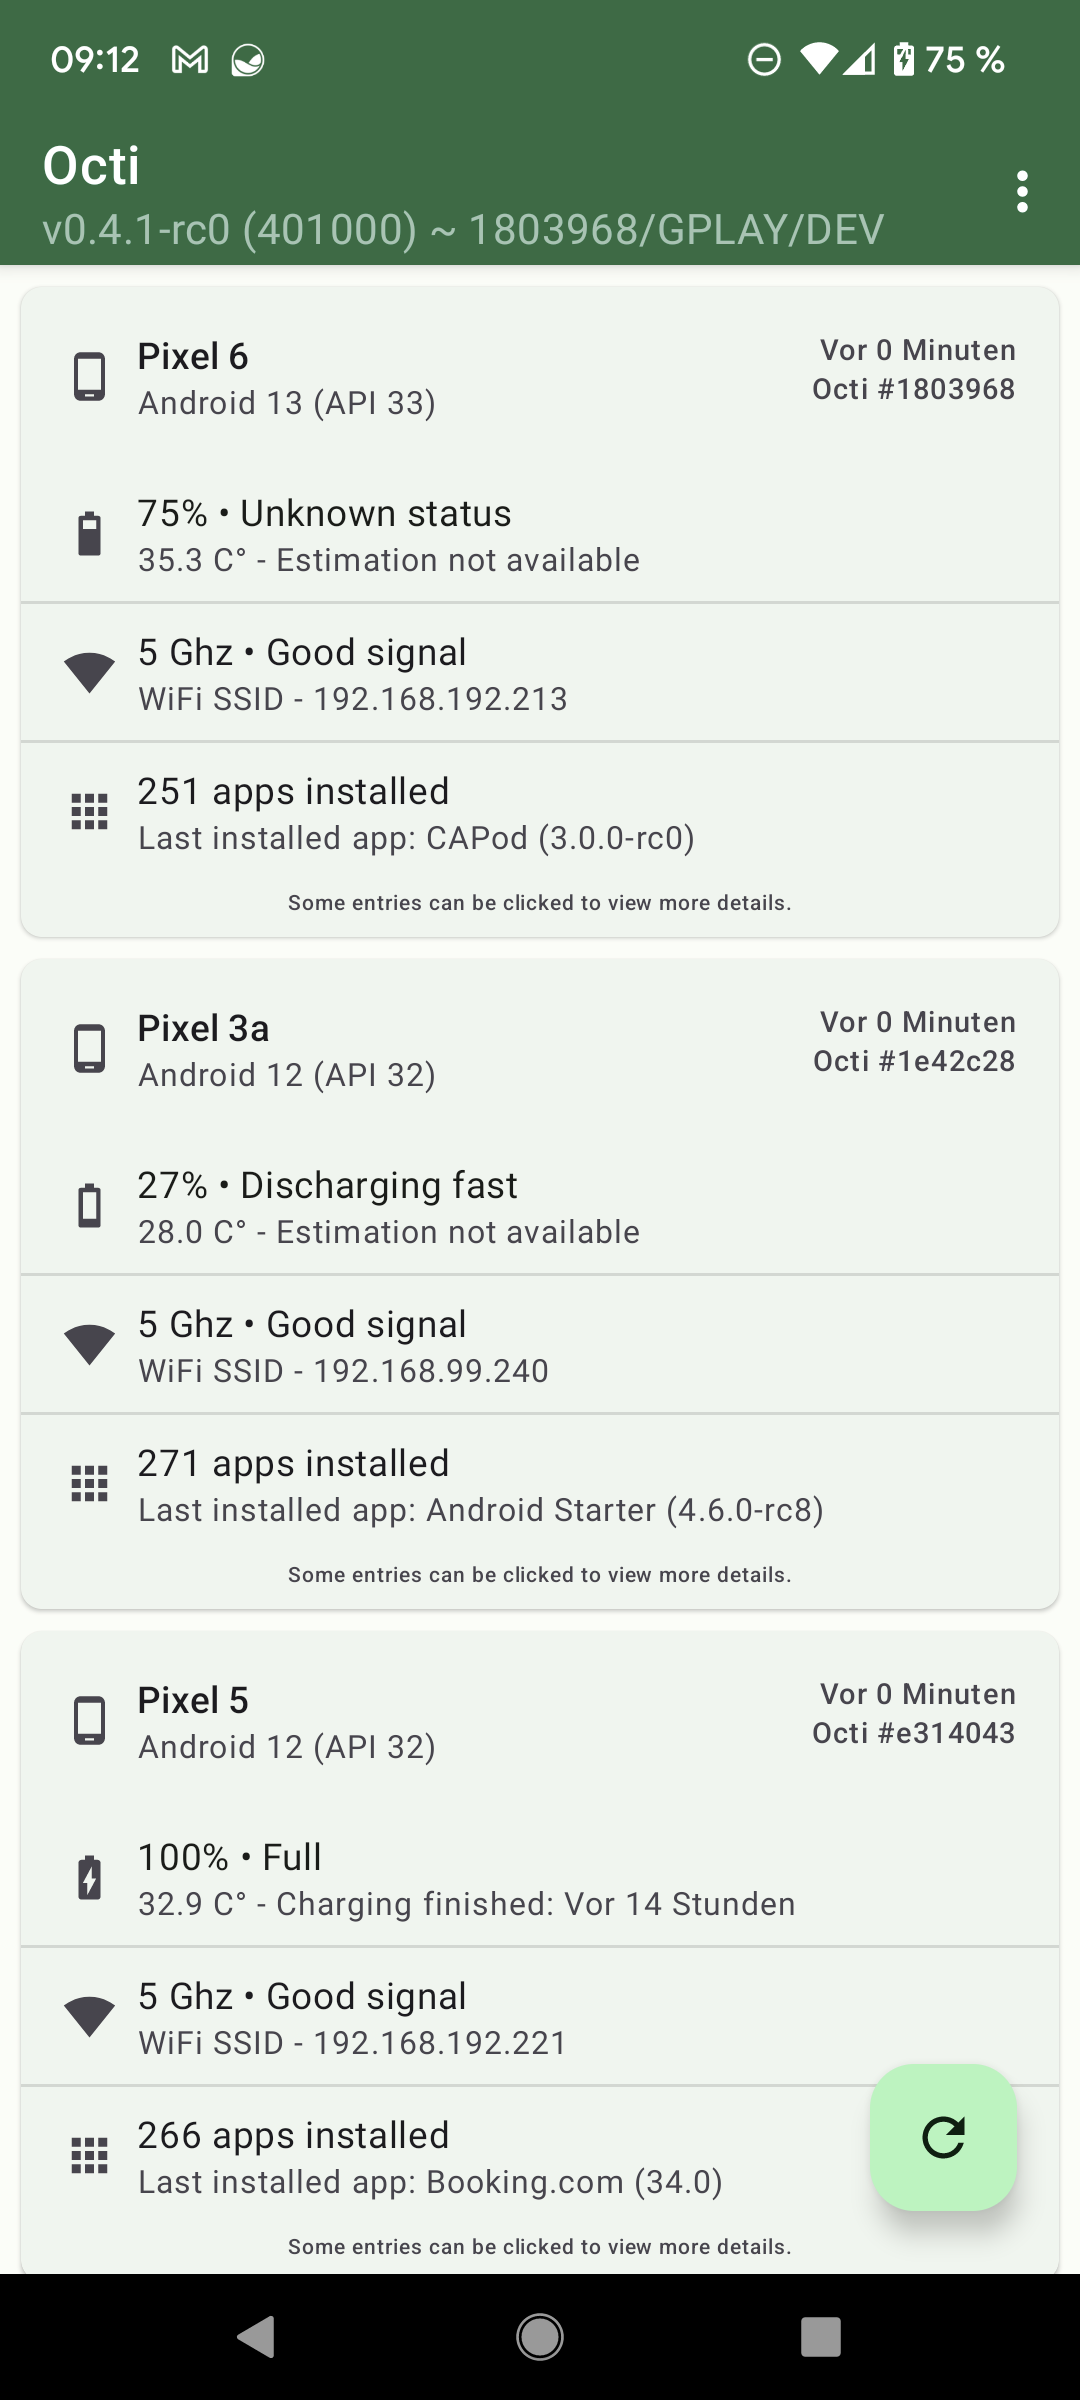 09:12
75 %
Octi
v0.4.1-rc0 (401000) ~ 1803968/GPLAY/DEV
Pixel 6
Vor 0 Minuten
Android 13 (API 33)
Octi #1803968
75% • Unknown status
35.3 C° - Estimation not available
5 Ghz • Good signal
WiFi SSID - 192.168.192.213
251 apps installed
Last installed app: CAPod (3.0.0-rc0)
Some entries can be clicked to view more details.
Pixel 3a
Vor 0 Minuten
Android 12 (API 32)
Octi #1e42c28
27% • Discharging fast
28.0 C° - Estimation not available
5 Ghz • Good signal
WiFi SSID - 192.168.99.240
271 apps installed
Last installed app: Android Starter (4.6.0-rc8)
Some entries can be clicked to view more details.
Pixel 5
Vor 0 Minuten
Android 12 (API 32)
Octi #e314043
100% • Full
32.9 C° - Charging finished: Vor 14 Stunden
5 Ghz • Good signal
WiFi SSID - 192.168.192.221
266 apps installed
Last installed app: Booking.com (34.0)
Some entries can be clicked to view more details.